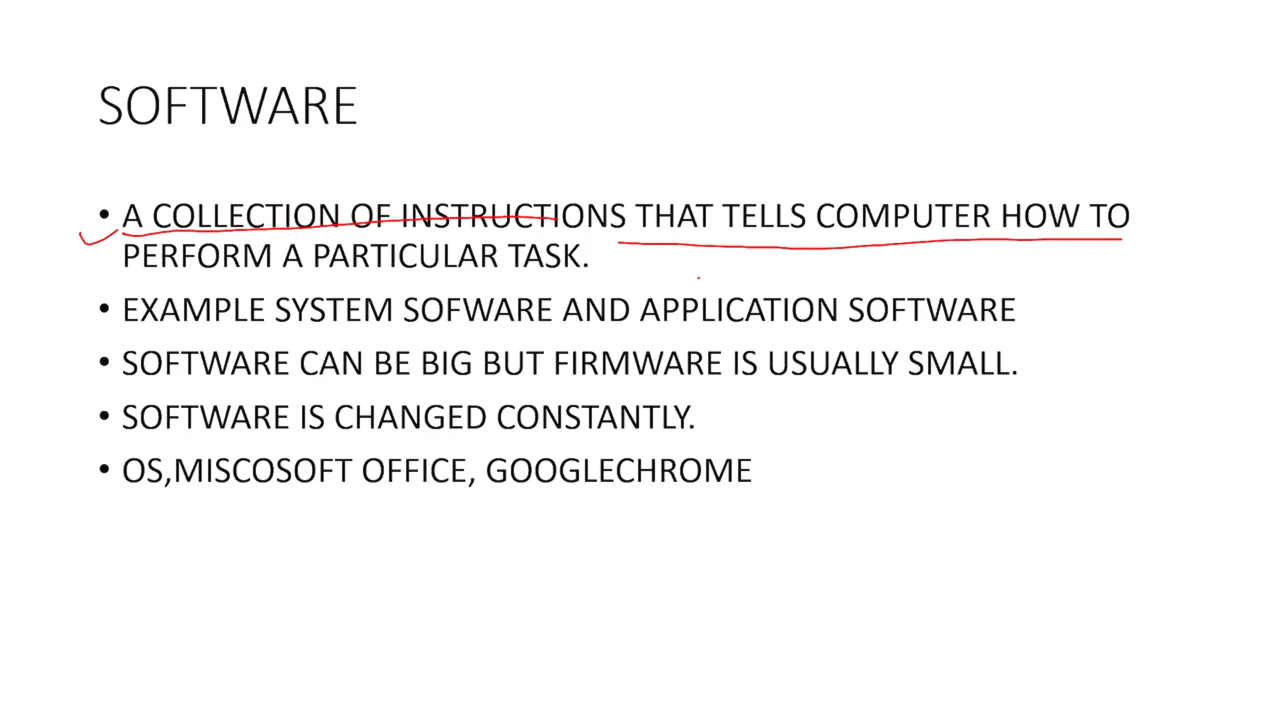 SOFTWARE
• A COLLECTION OF INSTRUCTIONS THAT TELLS COMPUTER HOW TO
PERFORM A PARTICULAR TASK.
• EXAMPLE SYSTEM SOFWARE AND APPLICATION SOFTWARE
• SOFTWARE CAN BE BIG BUT FIRMWARE IS USUALLY SMALL.
• SOFTWARE IS CHANGED CONSTANTLY.
• OS,MISCOSOFT OFFICE, GOOGLECHROME